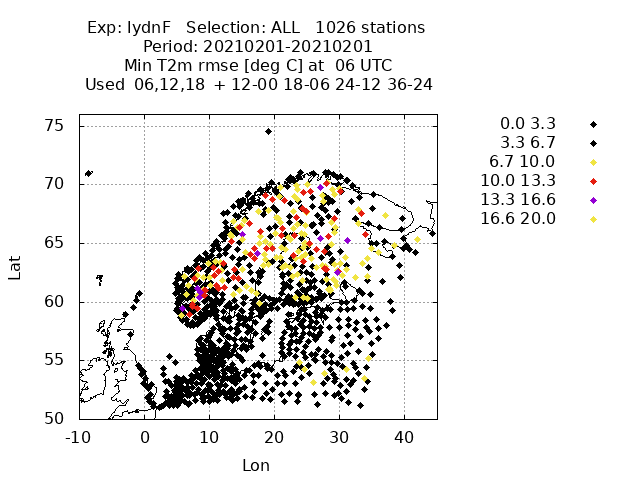 Exp: IydnF   Selection: ALL   1026 stations
Period: 20210201-20210201
Min T2m rmse [deg C] at  06 UTC
Used  06,12,18  + 12-00 18-06 24-12 36-24
0.0 3.3
3.3 6.7
6.7 10.0
10.0 13.3
13.3 16.6
16.6 20.0
75
70
65
60
55
50
Lat
-10 0 10 20 30 40
Lon